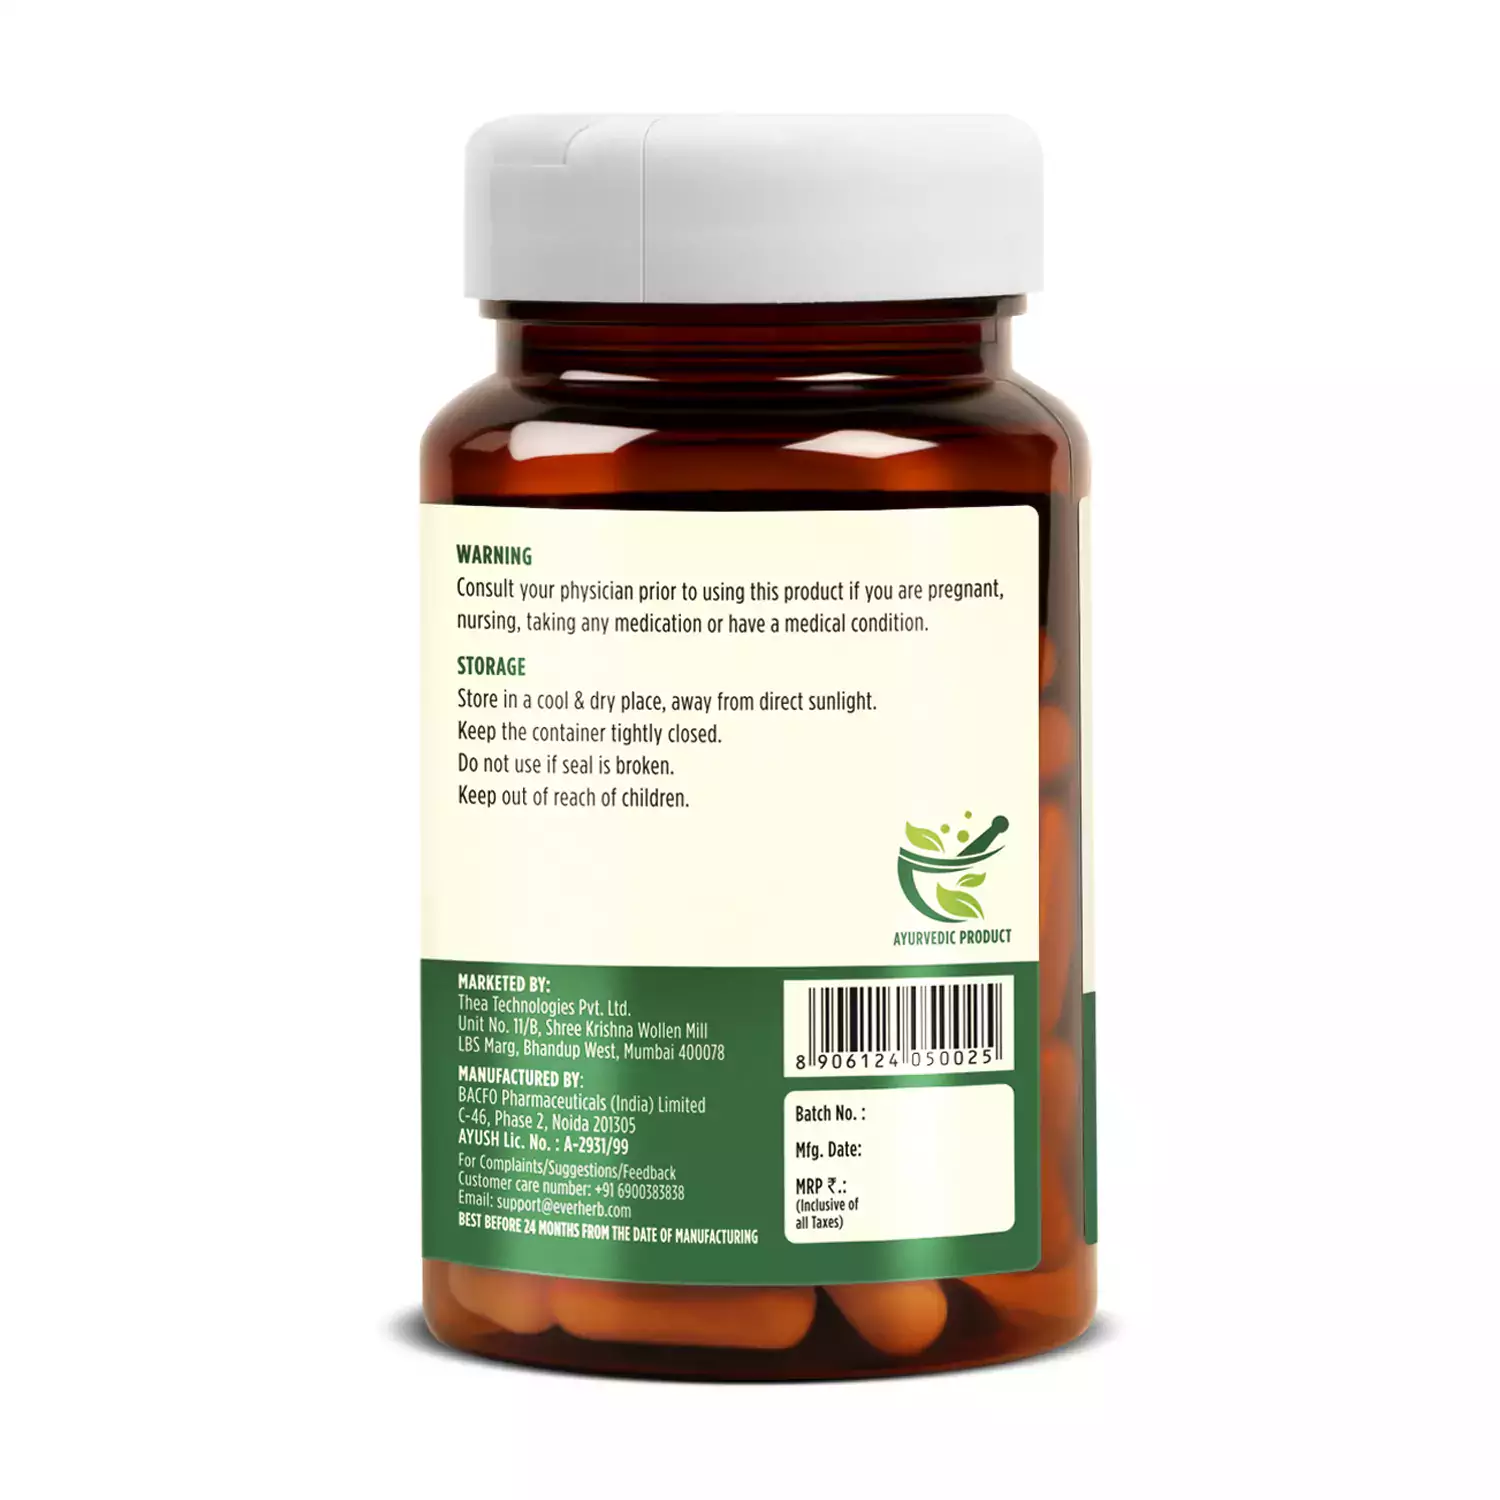 WARNING
Consult your physician prior to using this product if you are pregnant,
nursing, taking any medication or have a medical condition.
STORAGE
Store in a cool & dry place, away from direct sunlight.
Keep the container tightly closed.
Do not use if seal is broken.
Keep out of reach of children.
AYURVEDIC PRODUCT
MARKETED BY:
Thea Technologies Pvt. Ltd.
Unit No. 11/B, Shree Krishna Wollen Mill
LBS Marg, Bhandup West, Mumbai 400078
MANUFACTURED BY:
BACFO Pharmaceuticals (India) Limited
C-46, Phase 2, Noida 201305
AYUSH Lic. No. : A-2931/99
For Complaints/Suggestions/Feedback
Customer care number: +91 6900383838
Email: support@everherb.com
BEST BEFORE 24 MONTHS FROM THE DATE OF MANUFACTURING
8 906124 050025
Batch No. :
Mfg. Date:
MRP ₹.:
(Inclusive of
all Taxes)